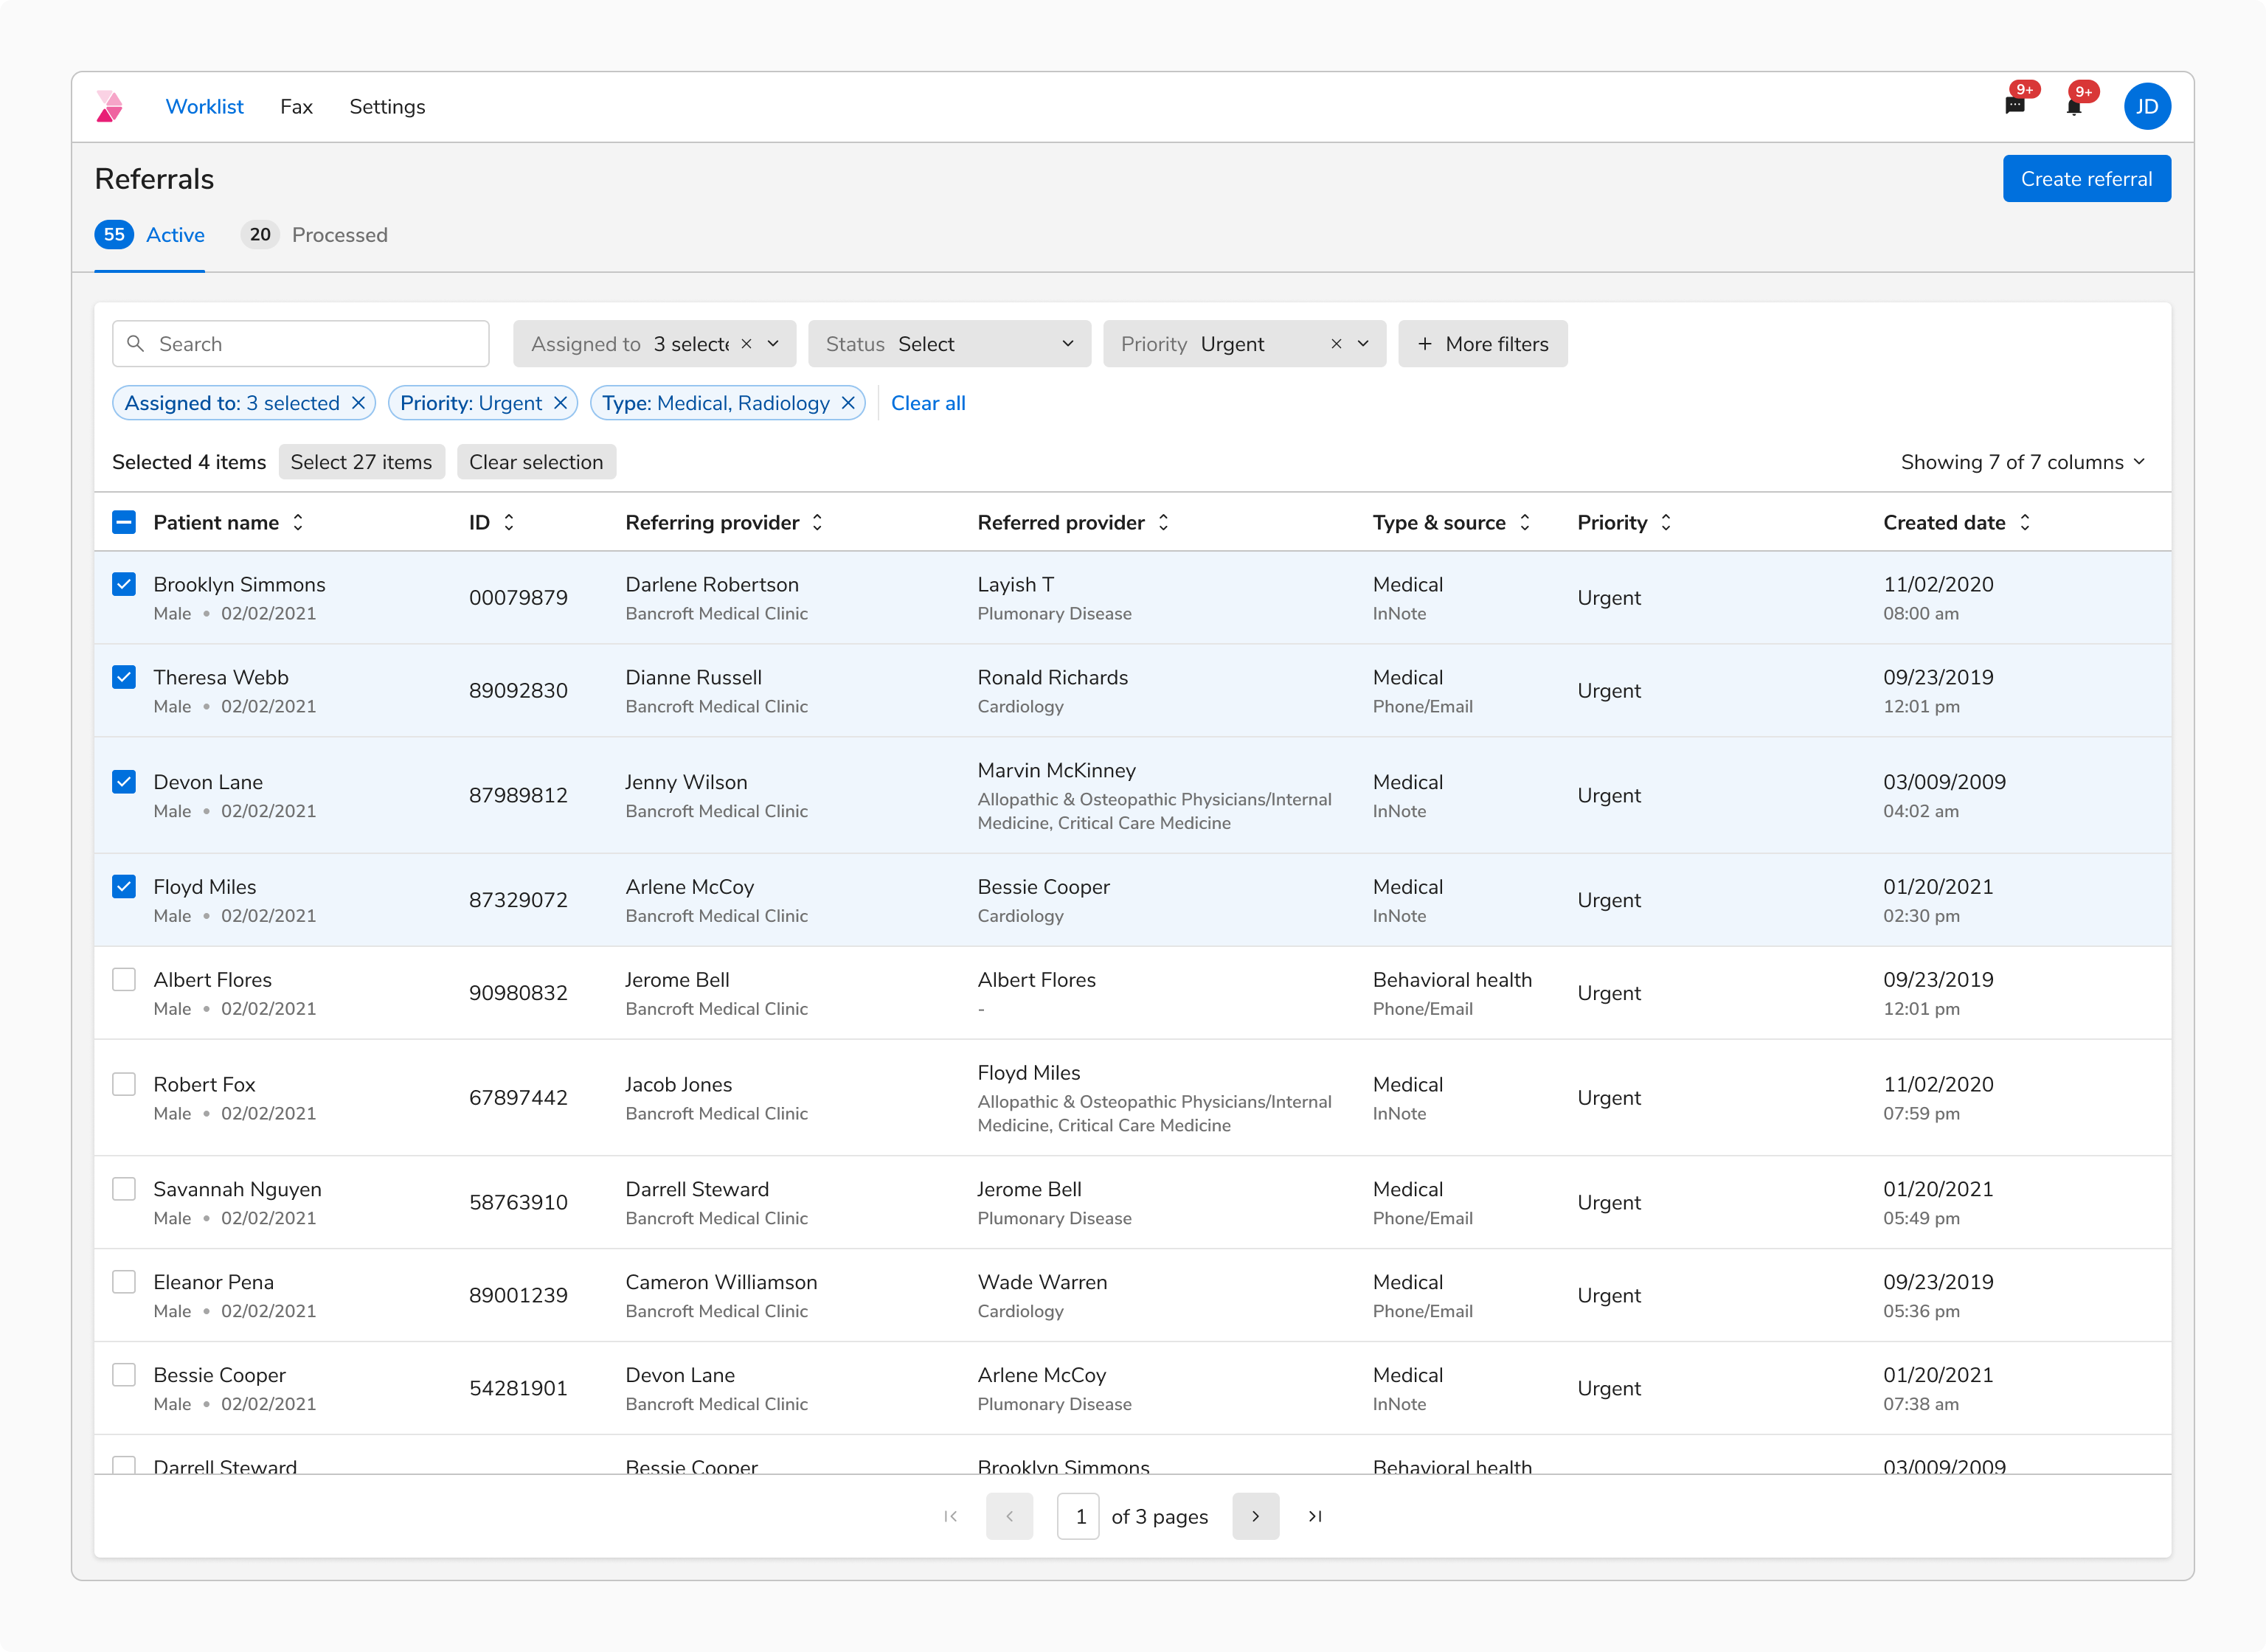 Worklist Fax Settings 9+ 9+ JD
Referrals Create referral
55 Active 20 Processed
Search Assigned to 3 selecte Status Select Priority Urgent More filters
Assigned to: 3 selected Priority: Urgent Type: Medical, Radiology Clear all
Selected 4 items Select 27 items Clear selection Showing 7 of 7 columns
Patient name ID Referring provider Referred provider Type & source Priority Created date
Brooklyn Simmons Darlene Robertson Layish T Medical 11/02/2020
00079879 Urgent
Male • 02/02/2021 Bancroft Medical Clinic Plumonary Disease InNote 08:00 am
Theresa Webb Dianne Russell Ronald Richards Medical 09/23/2019
89092830 Urgent
Male • 02/02/2021 Bancroft Medical Clinic Cardiology Phone/Email 12:01 pm
Marvin McKinney
Devon Lane Jenny Wilson Medical 03/009/2009
87989812 Allopathic & Osteopathic Physicians/Internal Urgent
Male • 02/02/2021 Bancroft Medical Clinic InNote 04:02 am
Medicine, Critical Care Medicine
Floyd Miles Arlene McCoy Bessie Cooper Medical 01/20/2021
87329072 Urgent
Male • 02/02/2021 Bancroft Medical Clinic Cardiology InNote 02:30 pm
Albert Flores Jerome Bell Albert Flores Behavioral health 09/23/2019
90980832 Urgent
Male • 02/02/2021 Bancroft Medical Clinic - Phone/Email 12:01 pm
Floyd Miles
Robert Fox Jacob Jones Medical 11/02/2020
67897442 Allopathic & Osteopathic Physicians/Internal Urgent
Male • 02/02/2021 Bancroft Medical Clinic InNote 07:59 pm
Medicine, Critical Care Medicine
Savannah Nguyen Darrell Steward Jerome Bell Medical 01/20/2021
58763910 Urgent
Male • 02/02/2021 Bancroft Medical Clinic Plumonary Disease Phone/Email 05:49 pm
Eleanor Pena Cameron Williamson Wade Warren Medical 09/23/2019
89001239 Urgent
Male • 02/02/2021 Bancroft Medical Clinic Cardiology Phone/Email 05:36 pm
Bessie Cooper Devon Lane Arlene McCoy Medical 01/20/2021
54281901 Urgent
Male • 02/02/2021 Bancroft Medical Clinic Plumonary Disease InNote 07:38 am
Darrell Steward Bessie Cooper Brooklyn Simmons Behavioral health 03/009/2009
1 of 3 pages